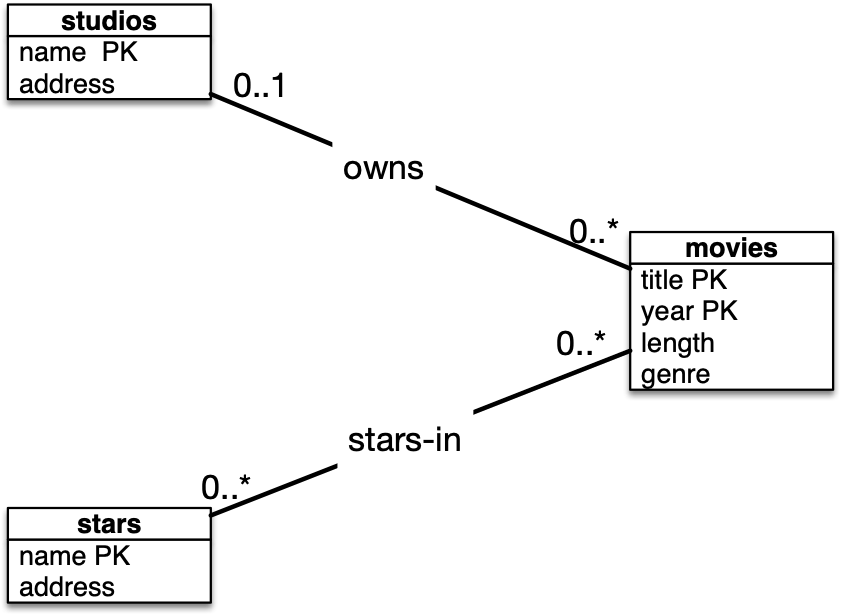 studios
name PK
address
0..1
owns
0..*
movies
title PK
year PK
length
genre
0..*
stars-in
0..*
stars
name PK
address